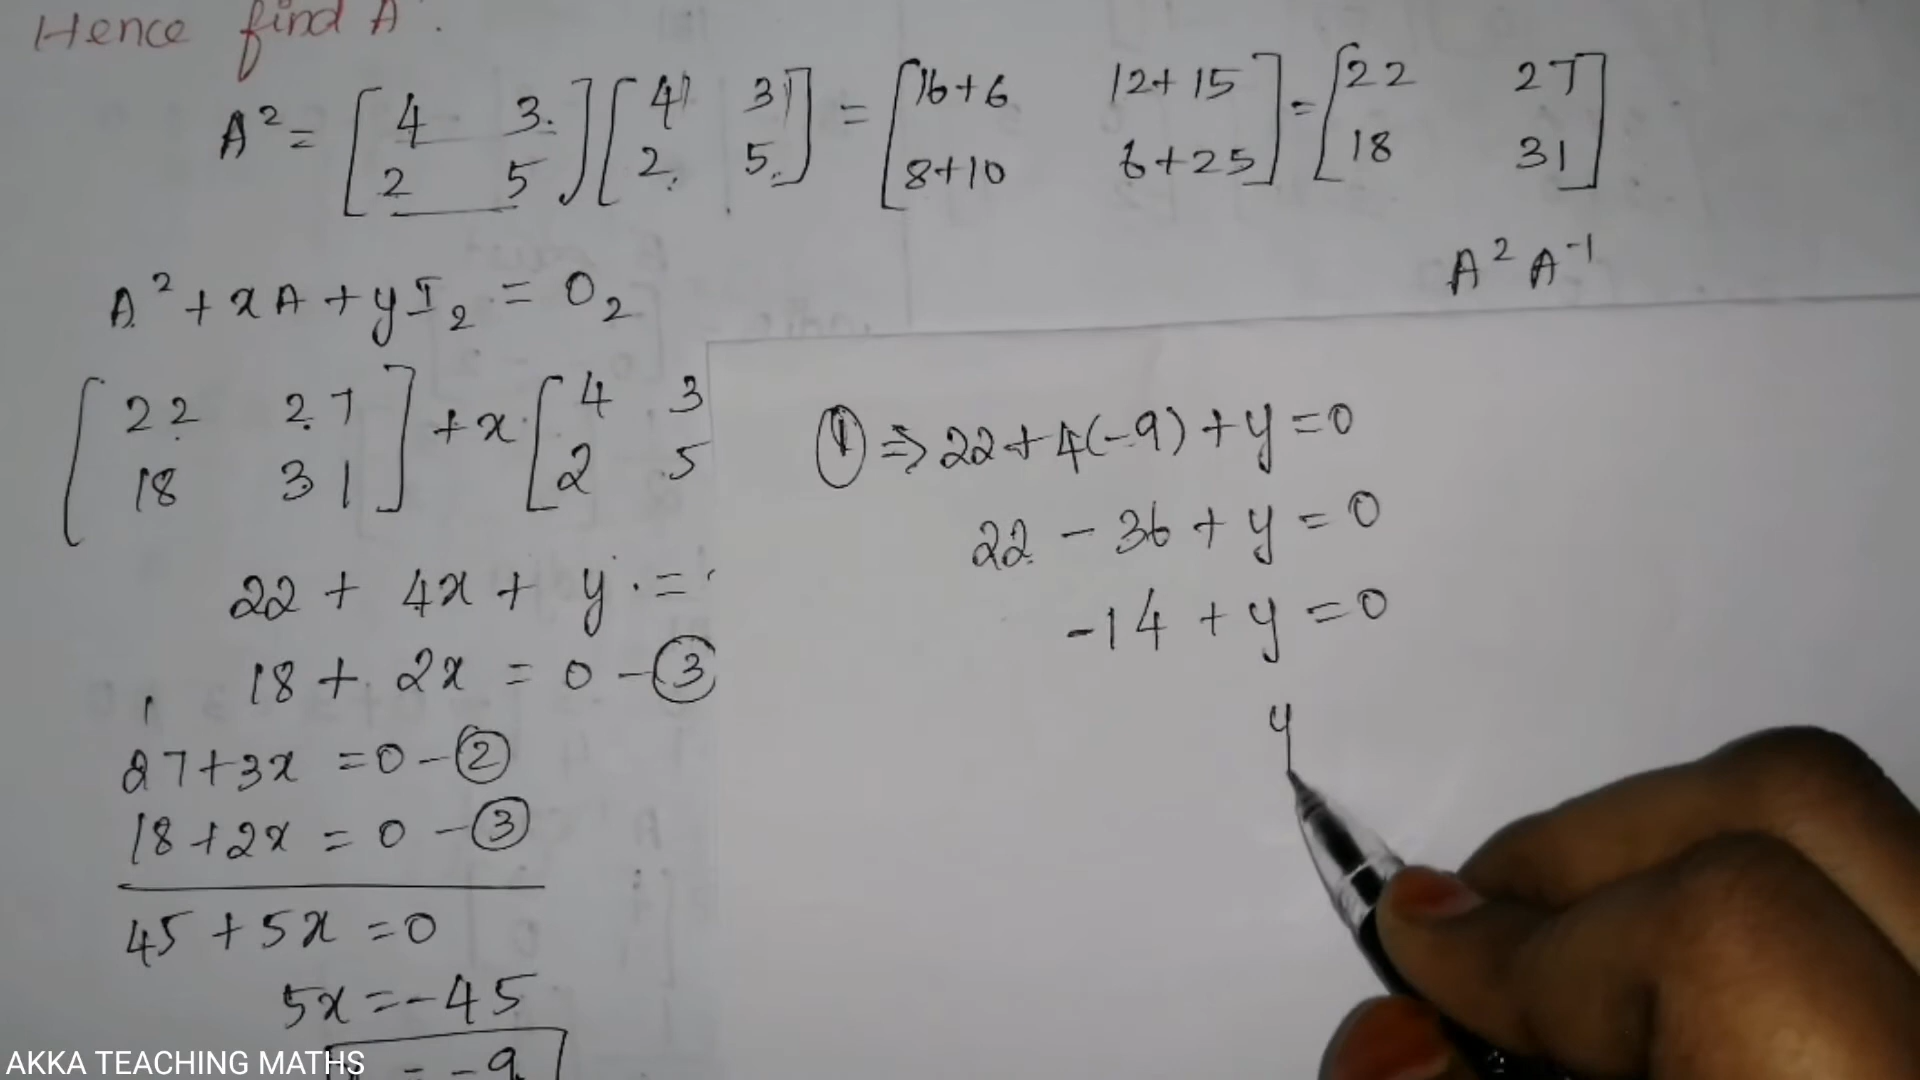 Hence find A
A² = [4 3 2 5] [4 3 2 5] = [16+6 12+15 8+10 6+25] = [22 27 18 31]
A² A⁻¹
A² + xA + yI₂ = O₂
[22 27 18 31] + x [4 3 2 5
22 + 4x + y =
18 + 2x = 0 - ③
27+3x = 0 - ②
18+2x = 0 - ③
45 + 5x = 0
5x = -45
= -9
① ⇒ 22 + 4(-9) + y = 0
22 - 36 + y = 0
-14 + y = 0
y
AKKA TEACHING MATHS